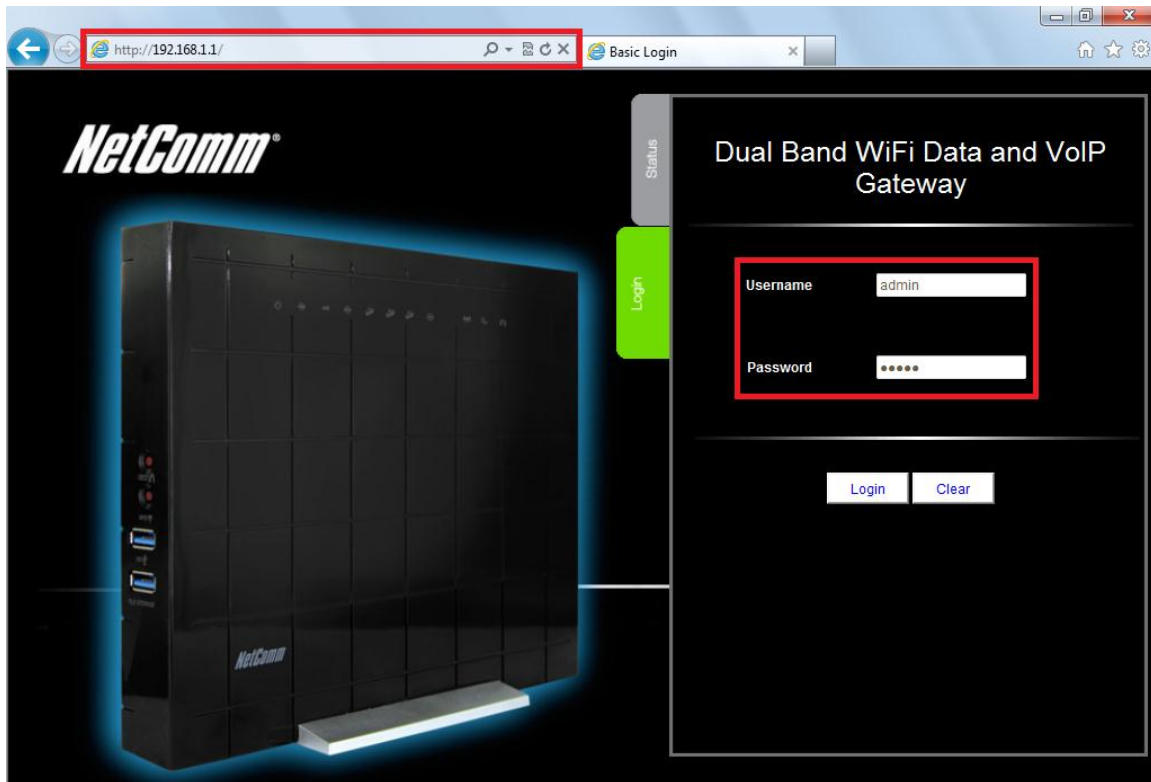 http://192.168.1.1/
Basic Login
NetComm®
Status
Dual Band WiFi Data and VoIP
Gateway
Login
Username
admin
Password
•••••
Login
Clear
NetComm